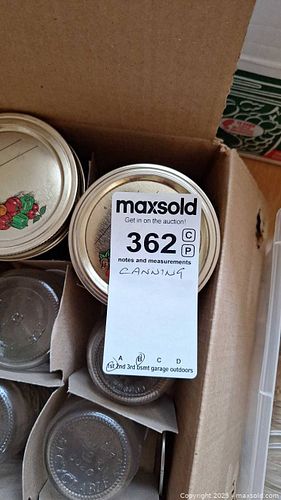 maxsold
Get in on the auction!
362 C
P
notes and measurements
CANNING
A B C D
1st 2nd 3rd bsmt garage outdoors
Copyright 2025 - maxsold.com